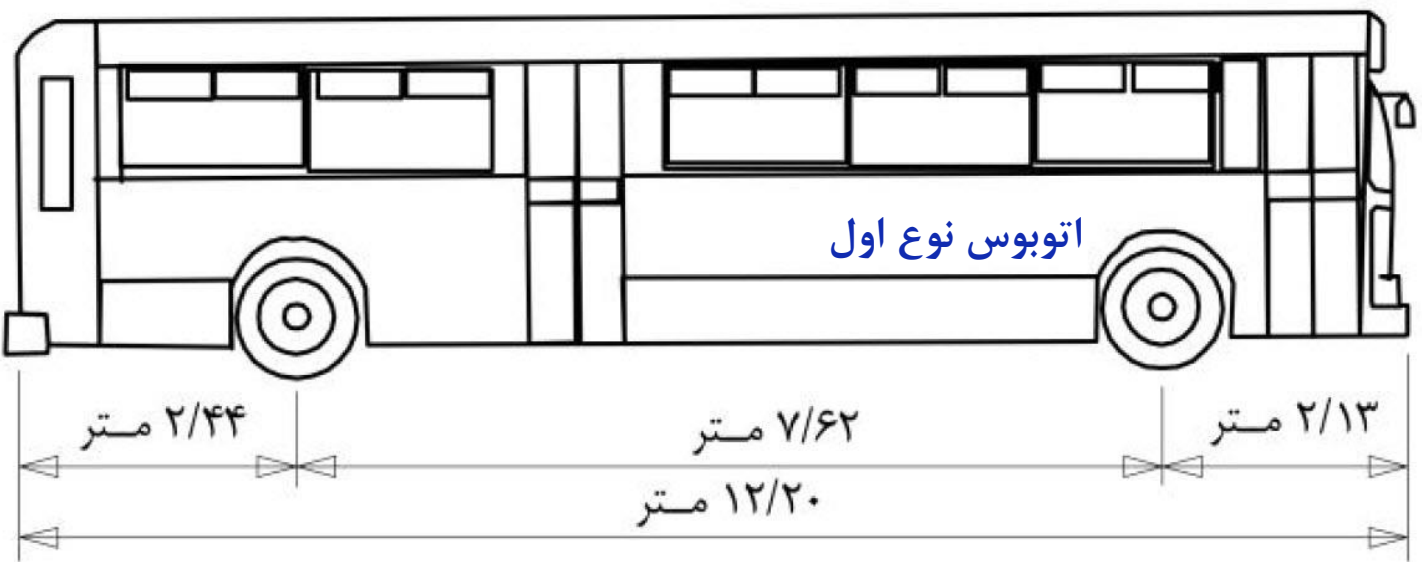 اتوبوس نوع اول
۲/۴۴ متر
۷/۶۲ متر
۲/۱۳ متر
۱۲/۲۰ متر